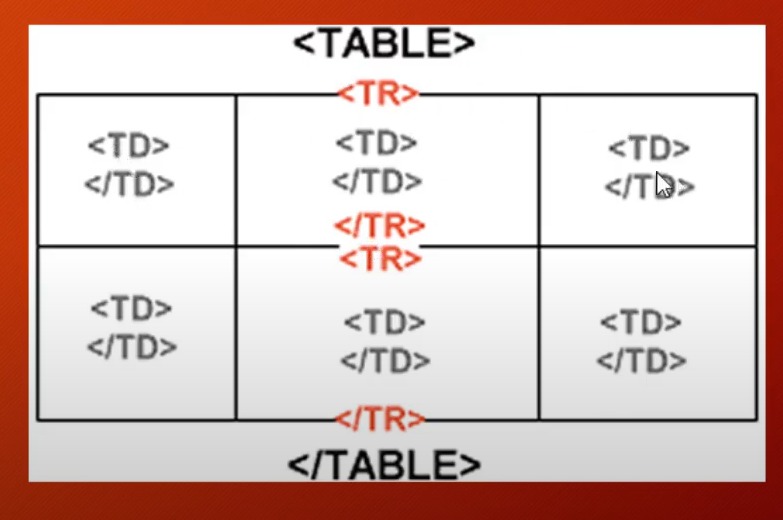 <TABLE>
<TR>
<TD> <TD> <TD>
</TD> </TD> </TD>
</TR>
<TR>
<TD> <TD> <TD>
</TD> </TD> </TD>
</TR>
</TABLE>